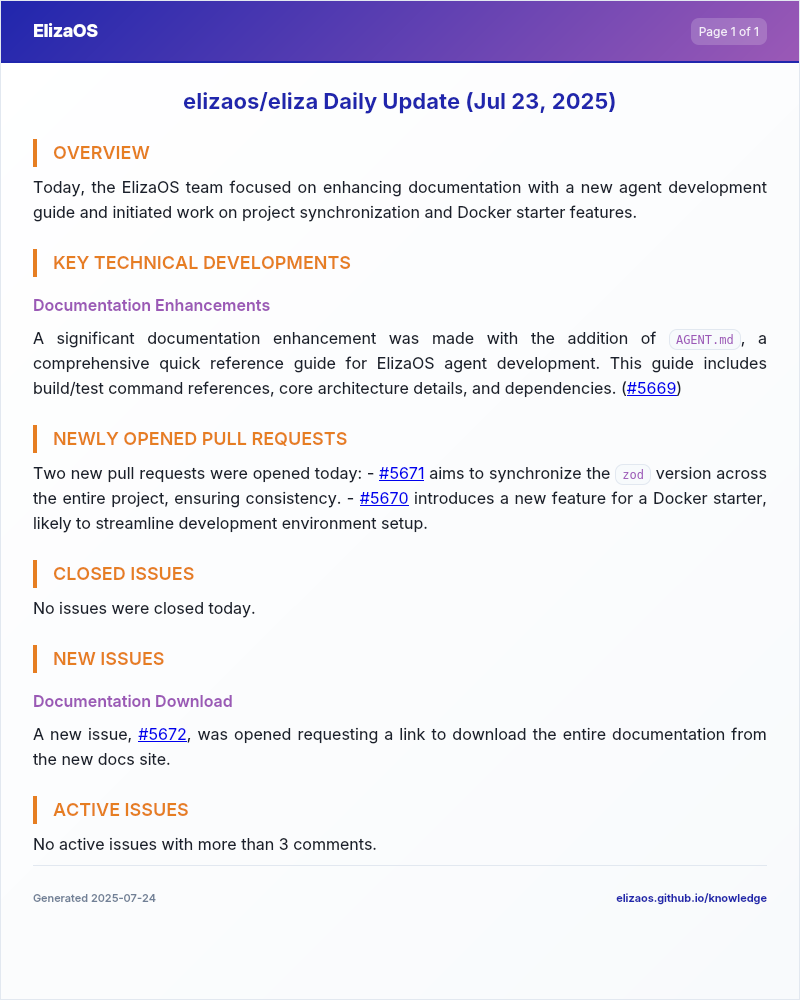 ElizaOS
Page 1 of 1
elizaos/eliza Daily Update (Jul 23, 2025)
OVERVIEW
Today, the ElizaOS team focused on enhancing documentation with a new agent development
guide and initiated work on project synchronization and Docker starter features.
KEY TECHNICAL DEVELOPMENTS
Documentation Enhancements
A significant documentation enhancement was made with the addition of AGENT.md, a
comprehensive quick reference guide for ElizaOS agent development. This guide includes
build/test command references, core architecture details, and dependencies. (#5669)
NEWLY OPENED PULL REQUESTS
Two new pull requests were opened today: - #5671 aims to synchronize the zod version across
the entire project, ensuring consistency. - #5670 introduces a new feature for a Docker starter,
likely to streamline development environment setup.
CLOSED ISSUES
No issues were closed today.
NEW ISSUES
Documentation Download
A new issue, #5672, was opened requesting a link to download the entire documentation from
the new docs site.
ACTIVE ISSUES
No active issues with more than 3 comments.
Generated 2025-07-24
elizaos.github.io/knowledge